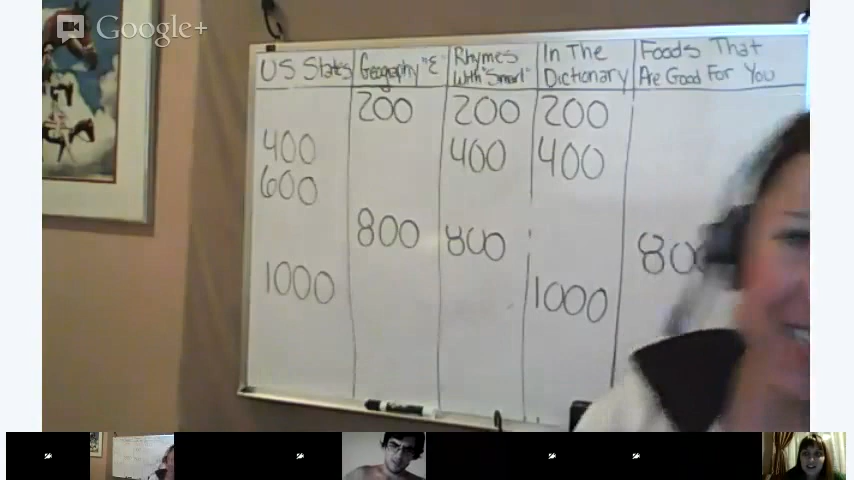 Google+
US States
Geography "E"
Rhymes
With "Smart"
In The
Dictionary
Foods That
Are Good For You
200 200 200
400 400 400
600
800 800 800
1000 1000